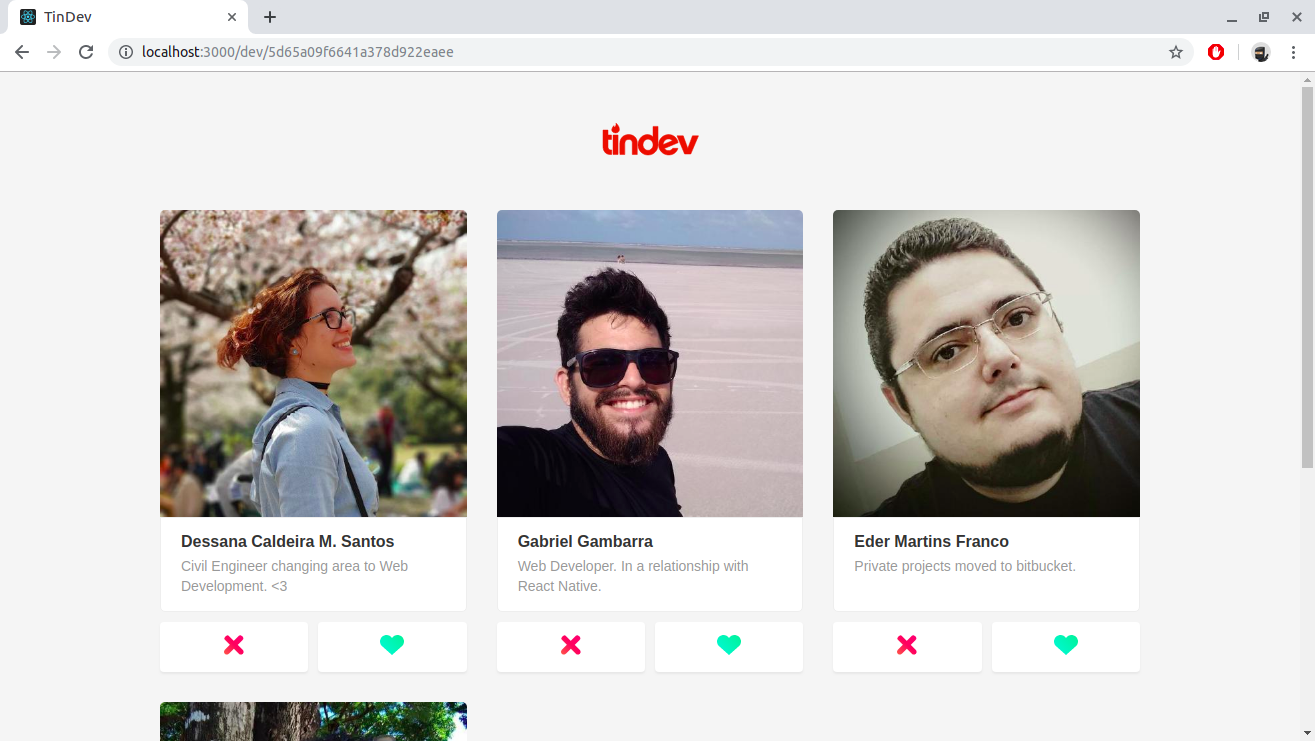 TinDev
localhost:3000/dev/5d65a09f6641a378d922eaee
tindev
Dessana Caldeira M. Santos
Civil Engineer changing area to Web
Development. <3
Gabriel Gambarra
Web Developer. In a relationship with
React Native.
Eder Martins Franco
Private projects moved to bitbucket.